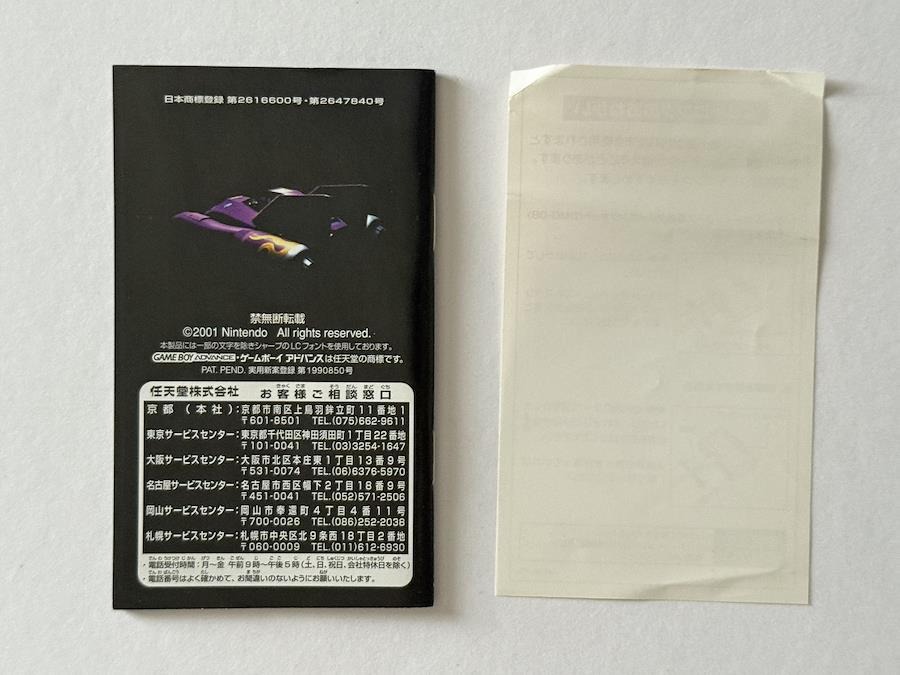 日本商標登録 第2616600号・第2647840号
禁無断転載
©2001 Nintendo All rights reserved.
本製品には一部の文字を除きシャープのLCフォントを使用しております。
GAME BOY ADVANCE・ゲームボーイ アドバンスは任天堂の商標です。
PAT. PEND. 実用新案登録 第1990850号
任天堂株式会社 お客様ご相談窓口
京都(本社):京都市南区上鳥羽鉾立町11番地1
〒601-8501 TEL.(075)662-9611
東京サービスセンター:東京都千代田区神田須田町1丁目22番地
〒101-0041 TEL.(03)3254-1647
大阪サービスセンター:大阪市北区本庄東1丁目13番9号
〒531-0074 TEL.(06)6376-5970
名古屋サービスセンター:名古屋市西区幅下2丁目18番9号
〒451-0041 TEL.(052)571-2506
岡山サービスセンター:岡山市奉還町4丁目4番11号
〒700-0026 TEL.(086)252-2038
札幌サービスセンター:札幌市中央区北9条西18丁目2番地
〒060-0009 TEL.(011)612-6930
・電話受付時間:月〜金 午前9時〜午後5時(土、日、祝日、会社特休日を除く)
・電話番号はよく確かめて、お間違いのないようにお願いいたします。